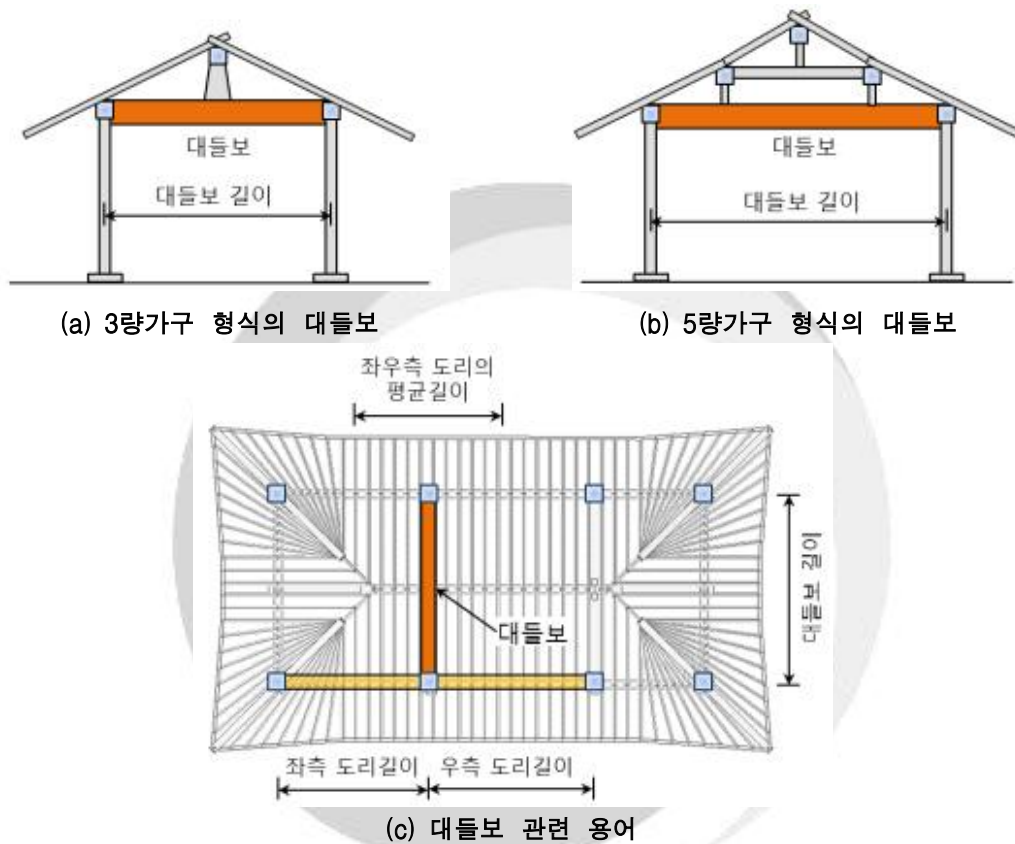 대들보
대들보 길이
(a) 3량가구 형식의 대들보
대들보
대들보 길이
(b) 5량가구 형식의 대들보
좌우측 도리의
평균길이
대들보
대들보 길이
좌측 도리길이
우측 도리길이
(c) 대들보 관련 용어